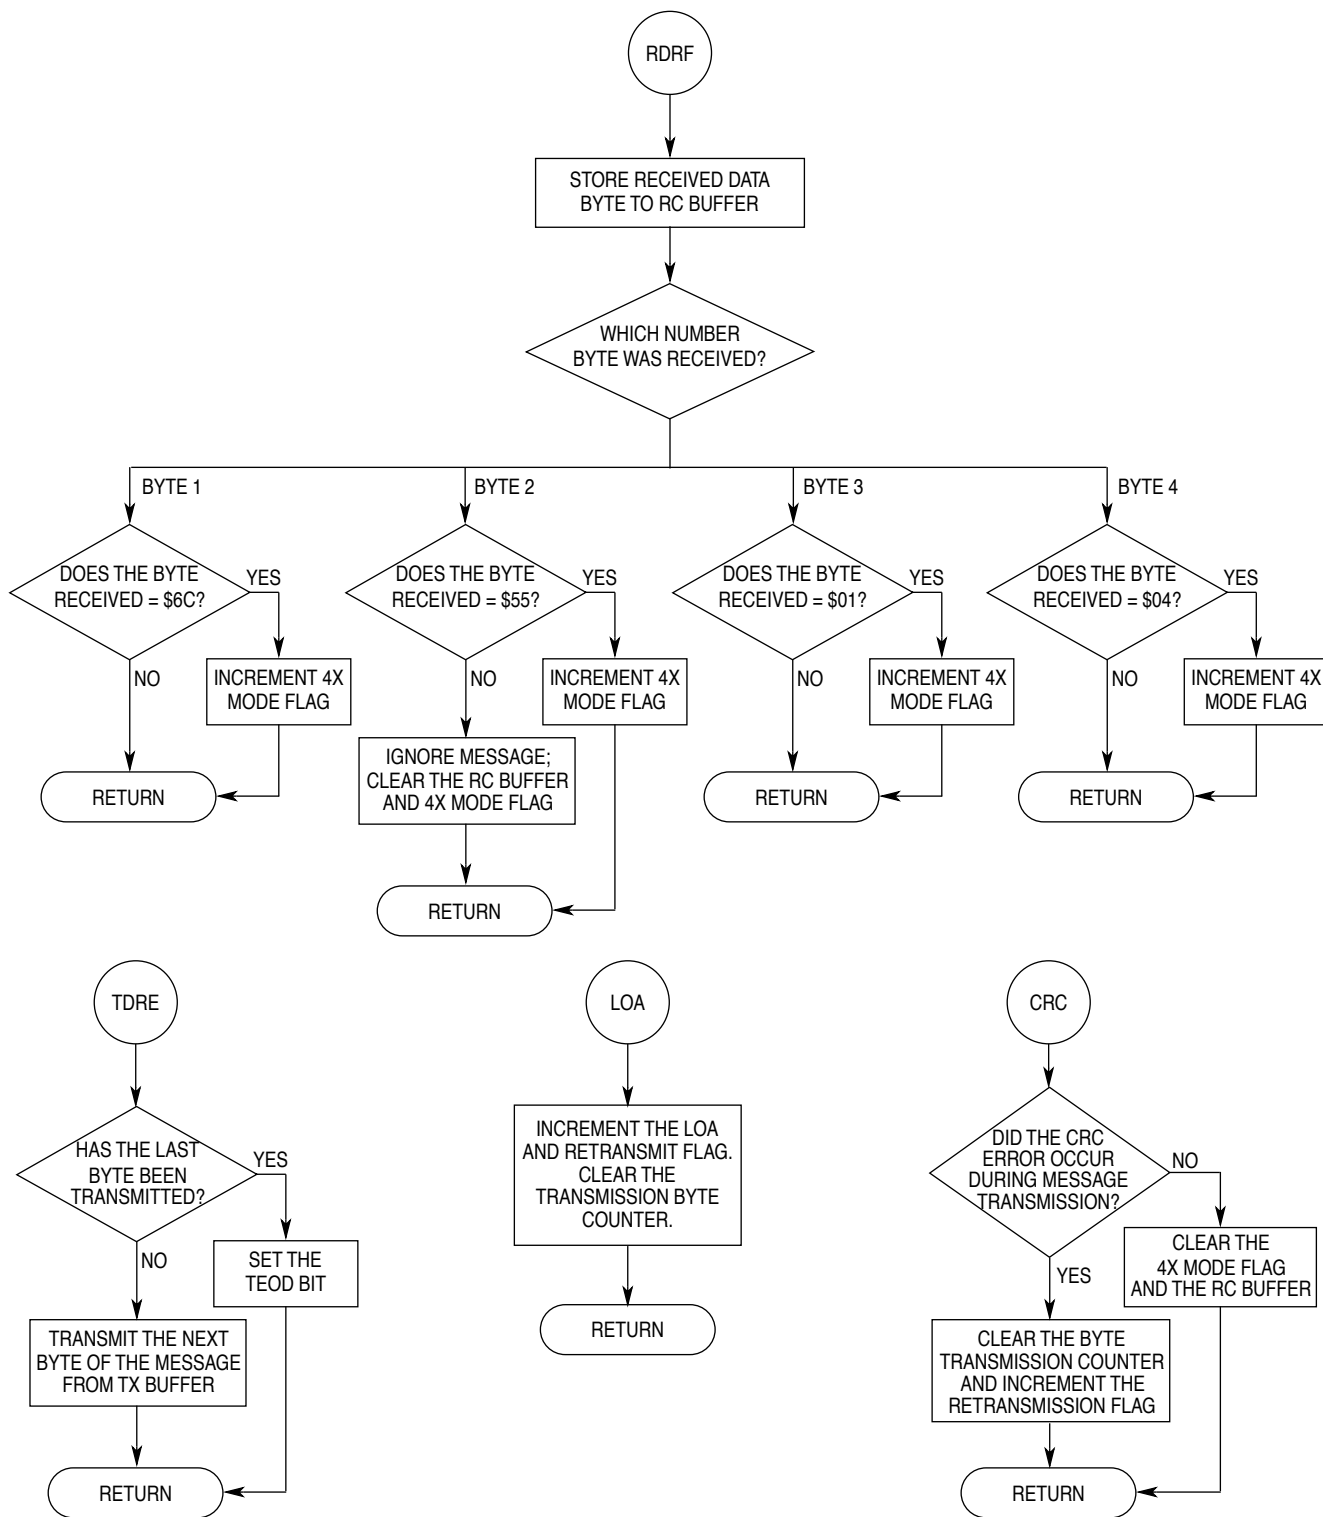 RDRF
STORE RECEIVED DATA
BYTE TO RC BUFFER
WHICH NUMBER
BYTE WAS RECEIVED?
BYTE 1
BYTE 2
BYTE 3
BYTE 4
DOES THE BYTE
RECEIVED = $6C?
YES
NO
INCREMENT 4X
MODE FLAG
RETURN
DOES THE BYTE
RECEIVED = $55?
YES
NO
INCREMENT 4X
MODE FLAG
IGNORE MESSAGE;
CLEAR THE RC BUFFER
AND 4X MODE FLAG
RETURN
DOES THE BYTE
RECEIVED = $01?
YES
NO
INCREMENT 4X
MODE FLAG
RETURN
DOES THE BYTE
RECEIVED = $04?
YES
NO
INCREMENT 4X
MODE FLAG
RETURN
TDRE
HAS THE LAST
BYTE BEEN
TRANSMITTED?
YES
NO
SET THE
TEOD BIT
TRANSMIT THE NEXT
BYTE OF THE MESSAGE
FROM TX BUFFER
RETURN
LOA
INCREMENT THE LOA
AND RETRANSMIT FLAG.
CLEAR THE
TRANSMISSION BYTE
COUNTER.
RETURN
CRC
DID THE CRC
ERROR OCCUR
DURING MESSAGE
TRANSMISSION?
NO
YES
CLEAR THE
4X MODE FLAG
AND THE RC BUFFER
CLEAR THE BYTE
TRANSMISSION COUNTER
AND INCREMENT THE
RETRANSMISSION FLAG
RETURN